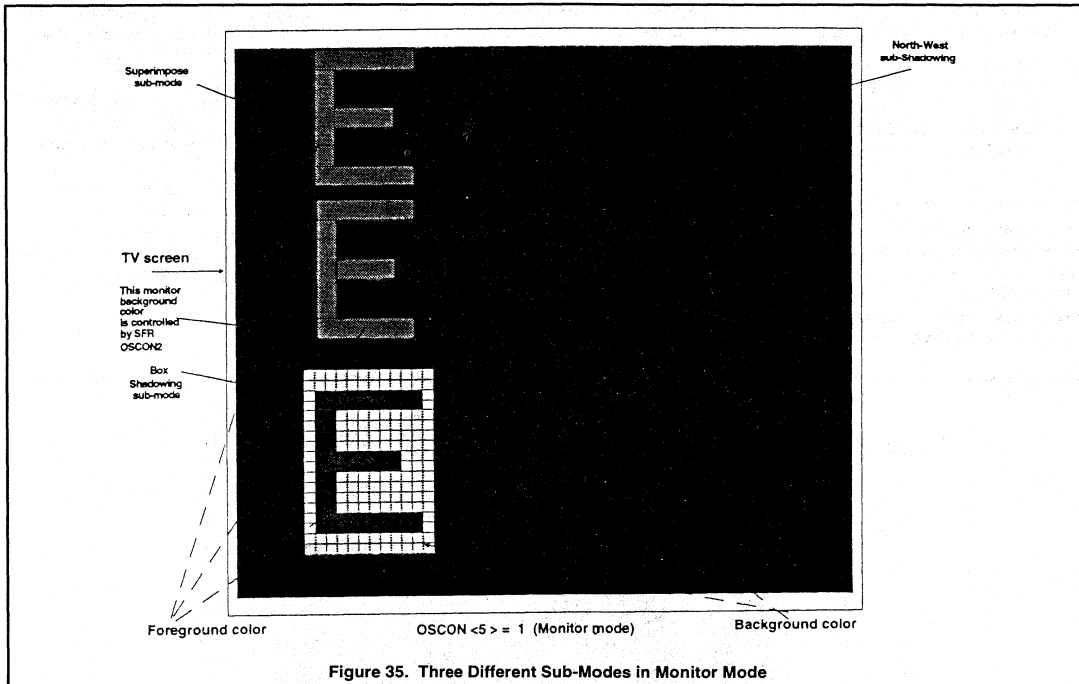 Superimpose
sub-mode
North-West
sub-Shadowing
E
E
TV screen
This monitor
background
color
is controlled
by SFR
OSCON2
Box
Shadowing
sub-mode
E
Foreground color
OSCON <5 > = 1 (Monitor mode)
Background color
Figure 35. Three Different Sub-Modes in Monitor Mode